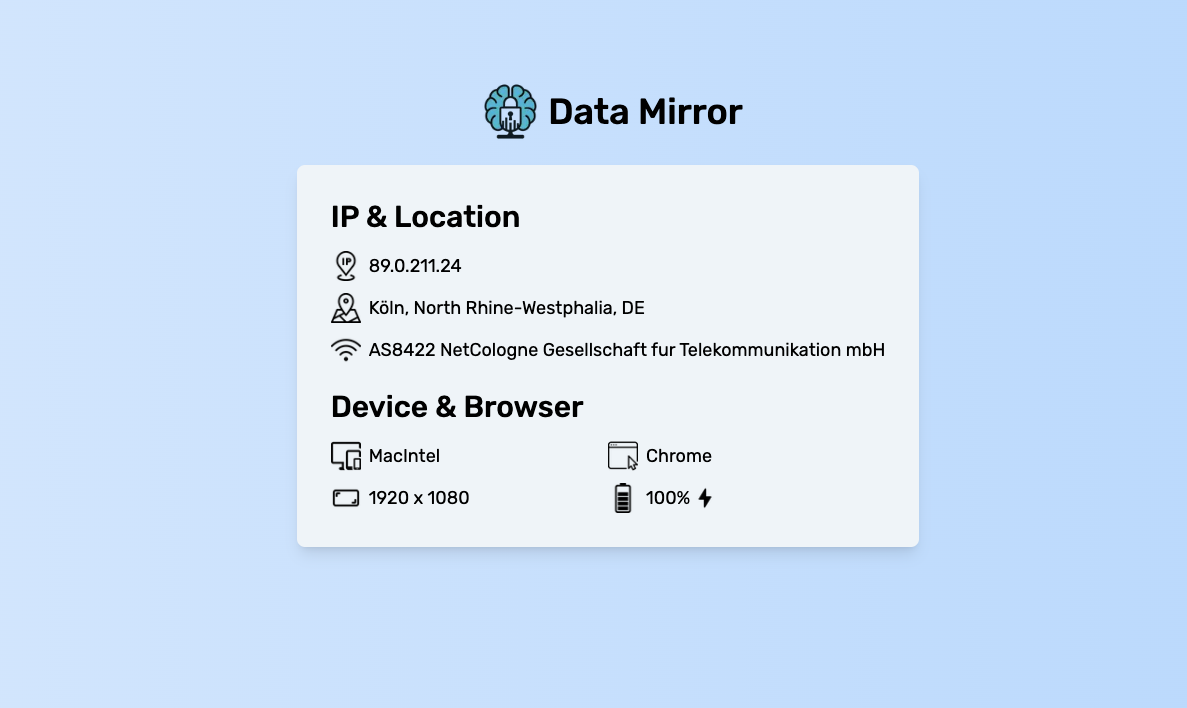 Data Mirror
IP & Location
IP
89.0.211.24
Köln, North Rhine-Westphalia, DE
AS8422 NetCologne Gesellschaft fur Telekommunikation mbH
Device & Browser
MacIntel
Chrome
1920 x 1080
100%